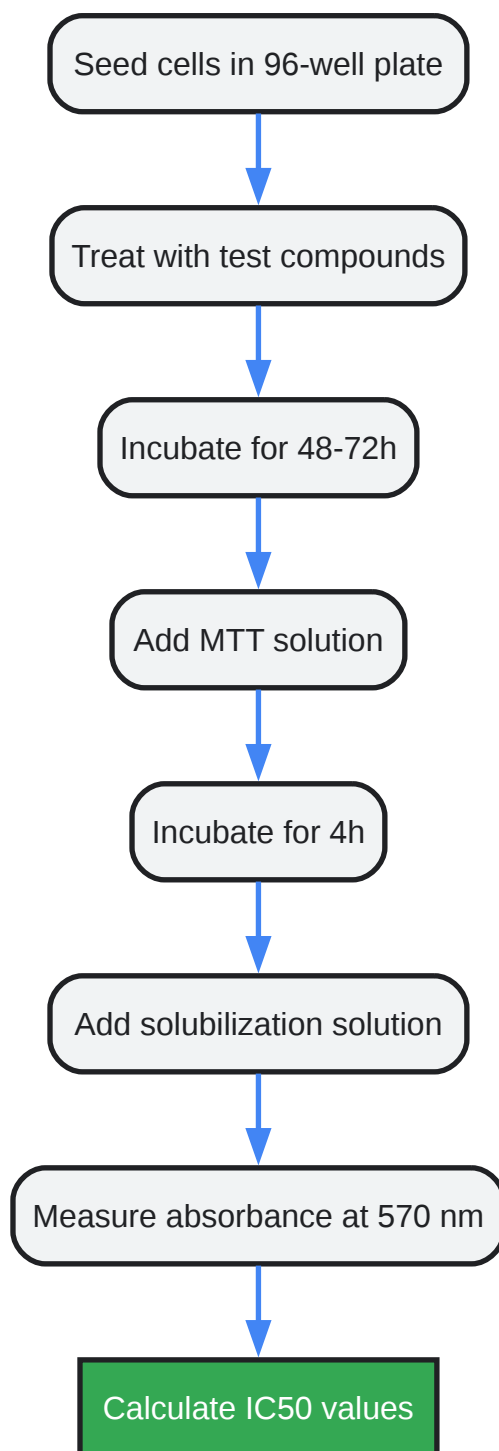 Seed cells in 96-well plate
Treat with test compounds
Incubate for 48-72h
Add MTT solution
Incubate for 4h
Add solubilization solution
Measure absorbance at 570 nm
Calculate IC50 values